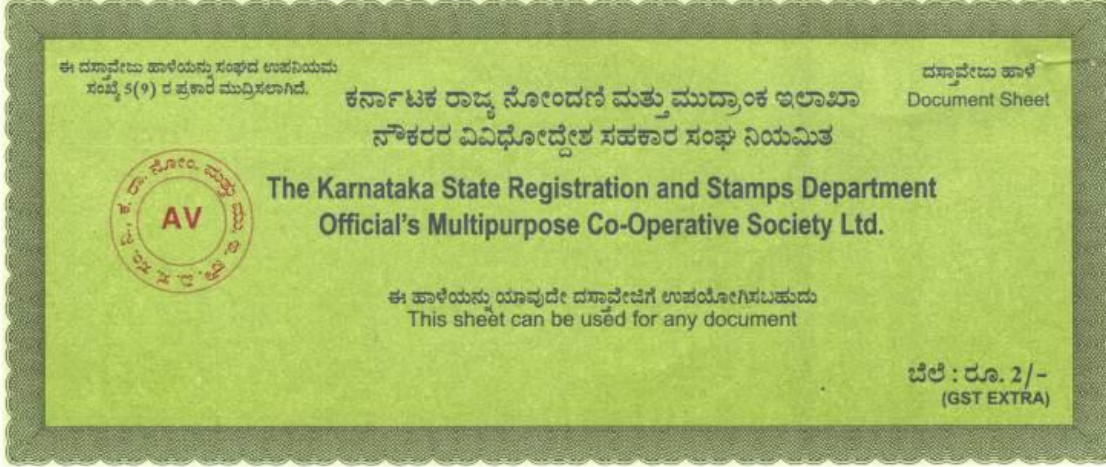 ಈ ದಸ್ತಾವೇಜು ಹಾಳೆಯನ್ನು ಸಂಘದ ಉಪನಿಯಮ
ಸಂಖ್ಯೆ 5(9) ರ ಪ್ರಕಾರ ಮುದ್ರಿಸಲಾಗಿದೆ.
ದಸ್ತಾವೇಜು ಹಾಳೆ
Document Sheet
ಕರ್ನಾಟಕ ರಾಜ್ಯ ನೋಂದಣಿ ಮತ್ತು ಮುದ್ರಾಂಕ ಇಲಾಖಾ
ನೌಕರರ ವಿವಿಧೋದ್ದೇಶ ಸಹಕಾರ ಸಂಘ ನಿಯಮಿತ
The Karnataka State Registration and Stamps Department
Official's Multipurpose Co-Operative Society Ltd.
ಕ. ರಾ. ನೋಂ. ಮತ್ತು ಮು. ಇ. ನೌ. ವಿ. ಸ. ಸಂ. ನಿ.,
AV
ಈ ಹಾಳೆಯನ್ನು ಯಾವುದೇ ದಸ್ತಾವೇಜಿಗೆ ಉಪಯೋಗಿಸಬಹುದು
This sheet can be used for any document
ಬೆಲೆ : ರೂ. 2/-
(GST EXTRA)